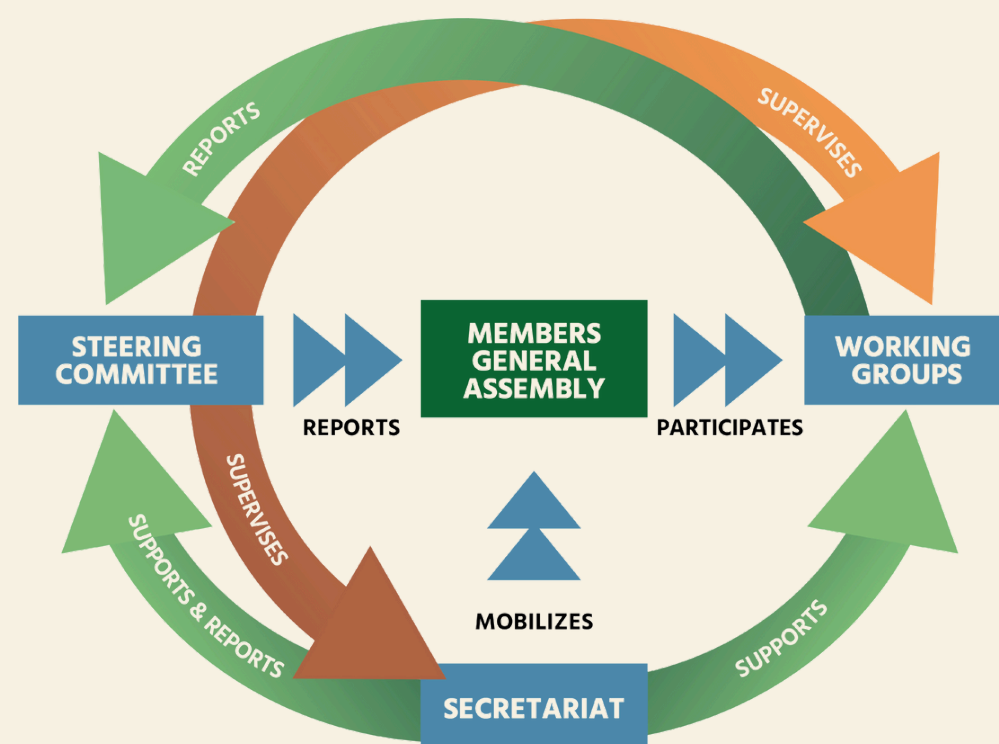 REPORTS
SUPERVISES
STEERING
COMMITTEE
REPORTS
MEMBERS
GENERAL
ASSEMBLY
PARTICIPATES
WORKING
GROUPS
SUPERVISES
SUPPORTS & REPORTS
MOBILIZES
SUPPORTS
SECRETARIAT